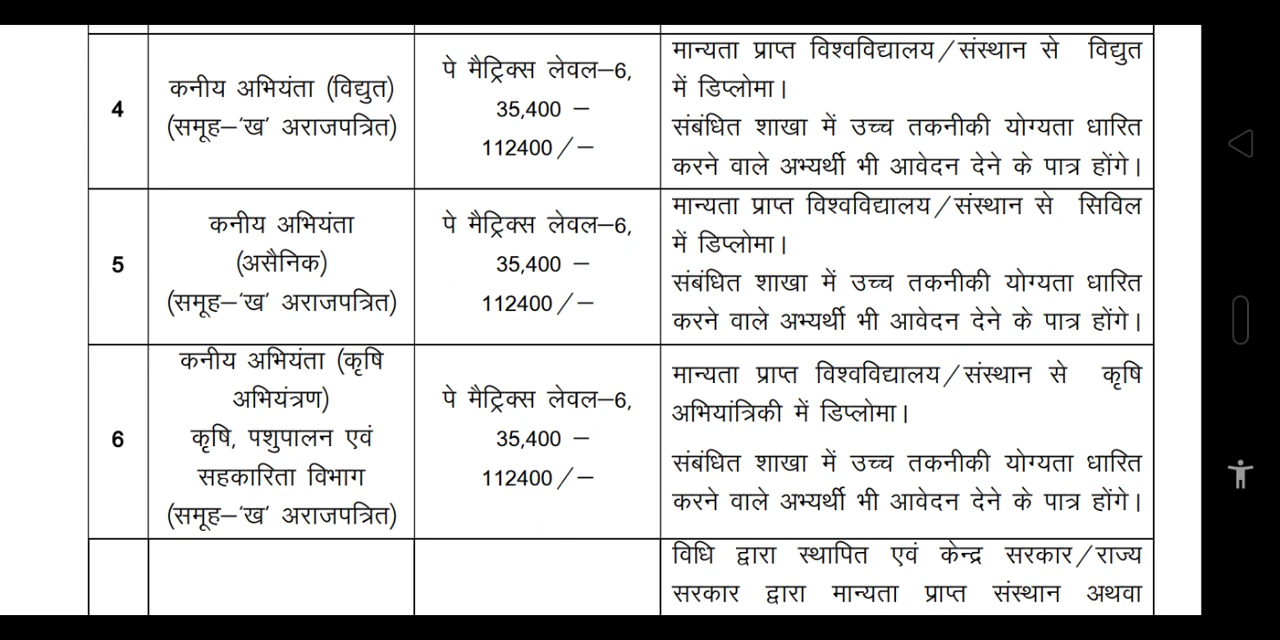 4
कनीय अभियंता (विद्युत)
(समूह–'ख' अराजपत्रित)
पे मैट्रिक्स लेवल–6,
35,400 –
112400 / –
मान्यता प्राप्त विश्वविद्यालय/संस्थान से विद्युत
में डिप्लोमा।
संबंधित शाखा में उच्च तकनीकी योग्यता धारित
करने वाले अभ्यर्थी भी आवेदन देने के पात्र होंगे।
5
कनीय अभियंता
(असैनिक)
(समूह–'ख' अराजपत्रित)
पे मैट्रिक्स लेवल–6,
35,400 –
112400 / –
मान्यता प्राप्त विश्वविद्यालय/संस्थान से सिविल
में डिप्लोमा।
संबंधित शाखा में उच्च तकनीकी योग्यता धारित
करने वाले अभ्यर्थी भी आवेदन देने के पात्र होंगे।
6
कनीय अभियंता (कृषि
अभियंत्रण)
कृषि, पशुपालन एवं
सहकारिता विभाग
(समूह–'ख' अराजपत्रित)
पे मैट्रिक्स लेवल–6,
35,400 –
112400 / –
मान्यता प्राप्त विश्वविद्यालय/संस्थान से कृषि
अभियांत्रिकी में डिप्लोमा।
संबंधित शाखा में उच्च तकनीकी योग्यता धारित
करने वाले अभ्यर्थी भी आवेदन देने के पात्र होंगे।
विधि द्वारा स्थापित एवं केन्द्र सरकार/राज्य
सरकार द्वारा मान्यता प्राप्त संस्थान अथवा